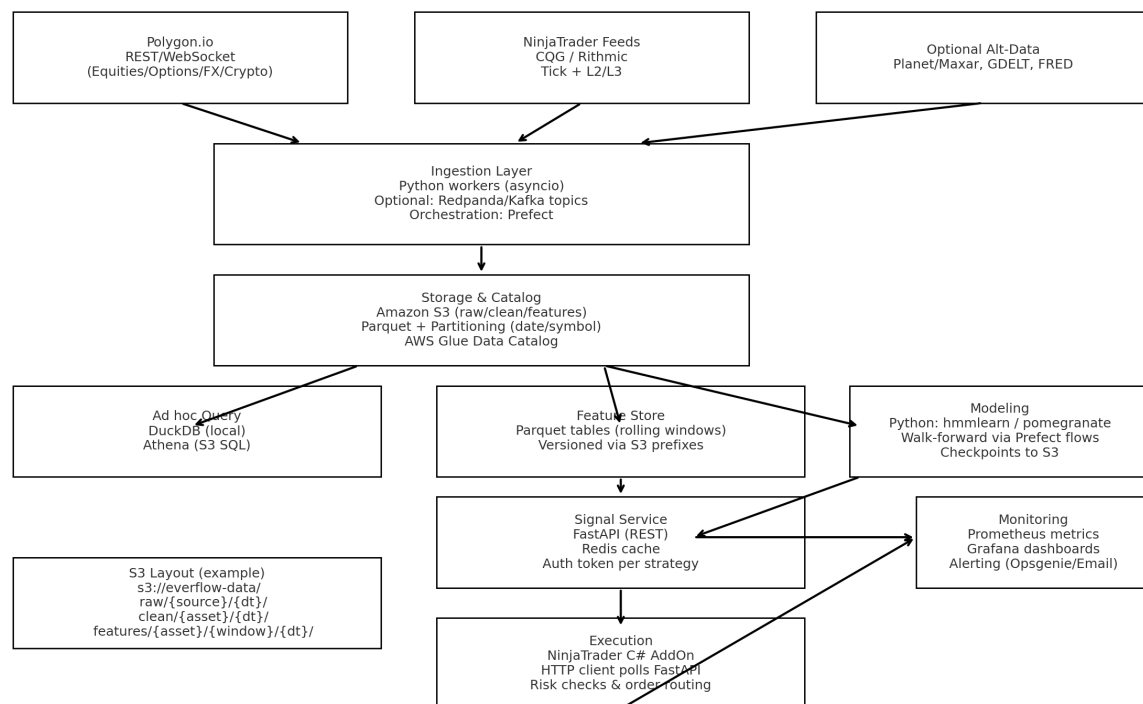 Polygon.io
REST/WebSocket
(Equities/Options/FX/Crypto)
NinjaTrader Feeds
CQG / Rithmic
Tick + L2/L3
Optional Alt-Data
Planet/Maxar, GDELT, FRED
Ingestion Layer
Python workers (asyncio)
Optional: Redpanda/Kafka topics
Orchestration: Prefect
Storage & Catalog
Amazon S3 (raw/clean/features)
Parquet + Partitioning (date/symbol)
AWS Glue Data Catalog
Ad hoc Query
DuckDB (local)
Athena (S3 SQL)
Feature Store
Parquet tables (rolling windows)
Versioned via S3 prefixes
Modeling
Python: hmmlearn / pomegranate
Walk-forward via Prefect flows
Checkpoints to S3
Signal Service
FastAPI (REST)
Redis cache
Auth token per strategy
Monitoring
Prometheus metrics
Grafana dashboards
Alerting (Opsgenie/Email)
S3 Layout (example)
s3://everflow-data/
raw/{source}/{dt}/
clean/{asset}/{dt}/
features/{asset}/{window}/{dt}/
Execution
NinjaTrader C# AddOn
HTTP client polls FastAPI
Risk checks & order routing